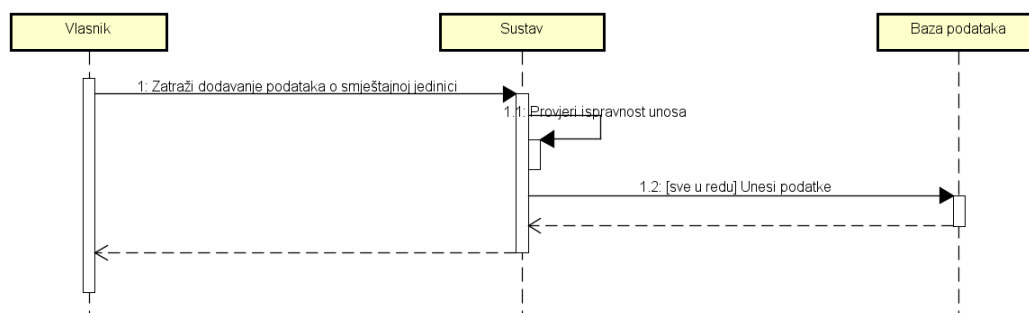 Vlasnik
Sustav
Baza podataka
1: Zatraži dodavanje podataka o smještajnoj jedinici
1.1: Provjeri ispravnost unosa
1.2: [sve u redu] Unesi podatke